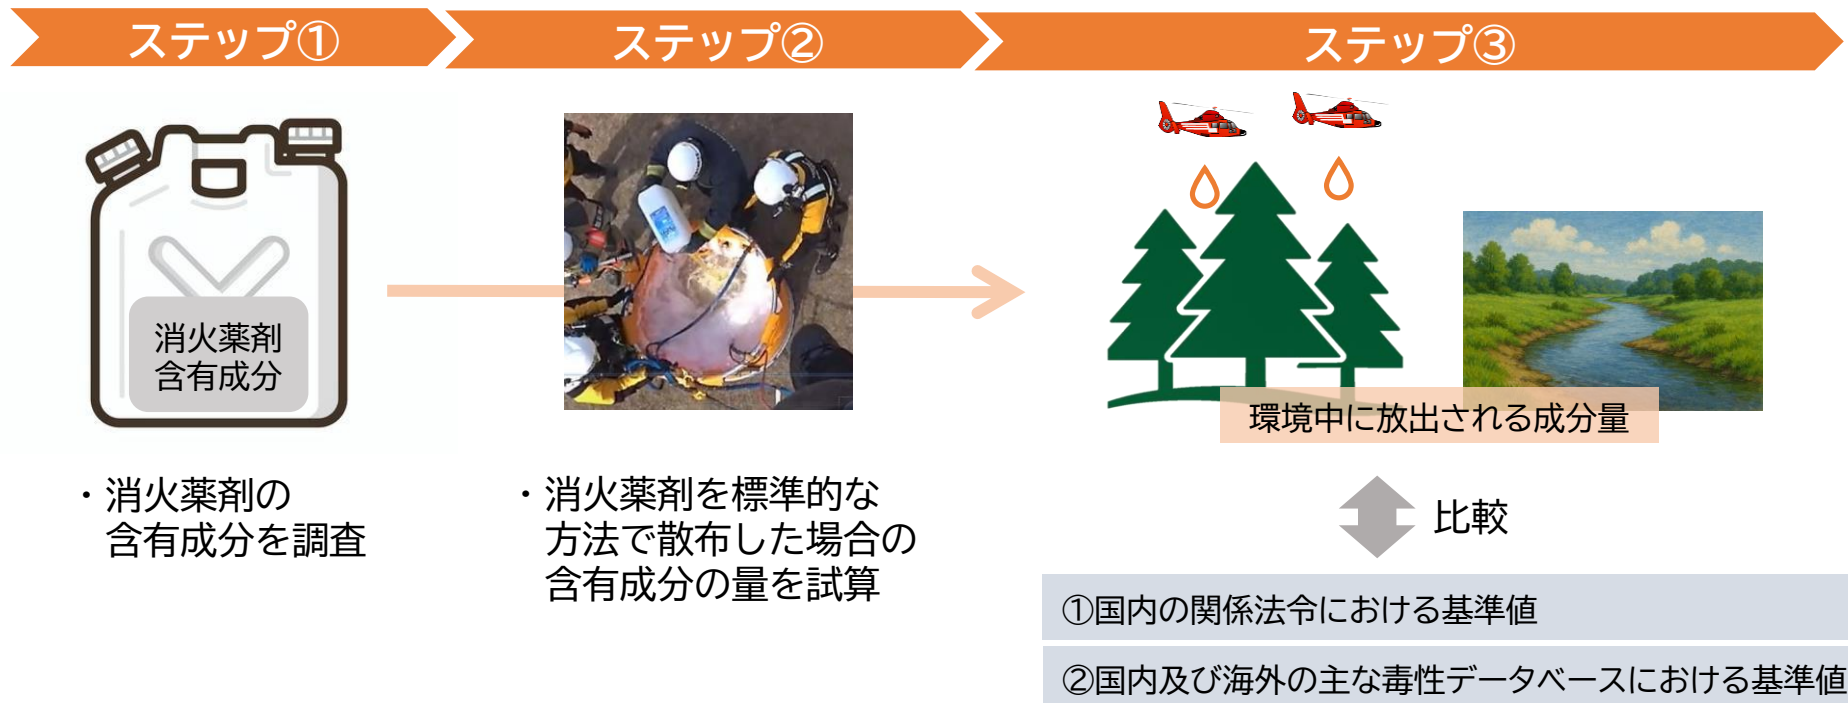 ステップ①
ステップ②
ステップ③
消火薬剤
含有成分
環境中に放出される成分量
・消火薬剤の
含有成分を調査
・消火薬剤を標準的な
方法で散布した場合の
含有成分の量を試算
比較
①国内の関係法令における基準値
②国内及び海外の主な毒性データベースにおける基準値